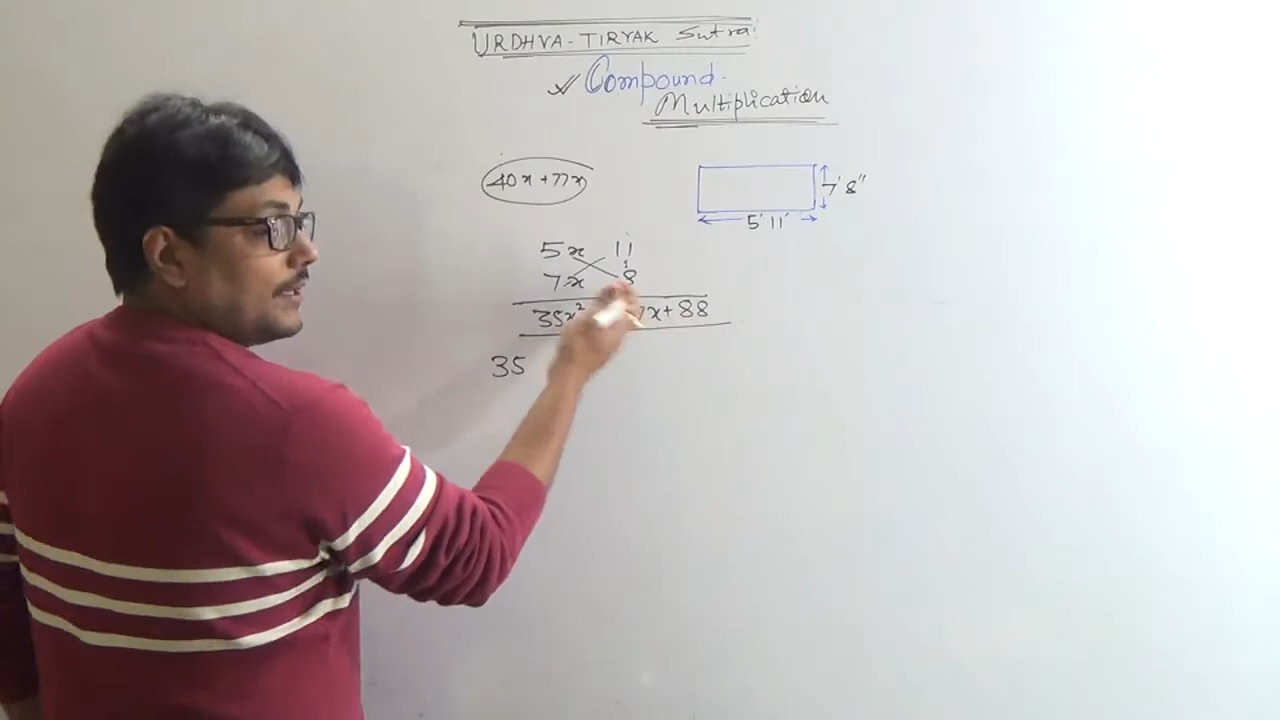 URDHVA-TIRYAK Sutra
✓ Compound
Multiplication
40x+77x
7' 8"
5' 11'
5x 11
7x 8
35x² 7x+88
35